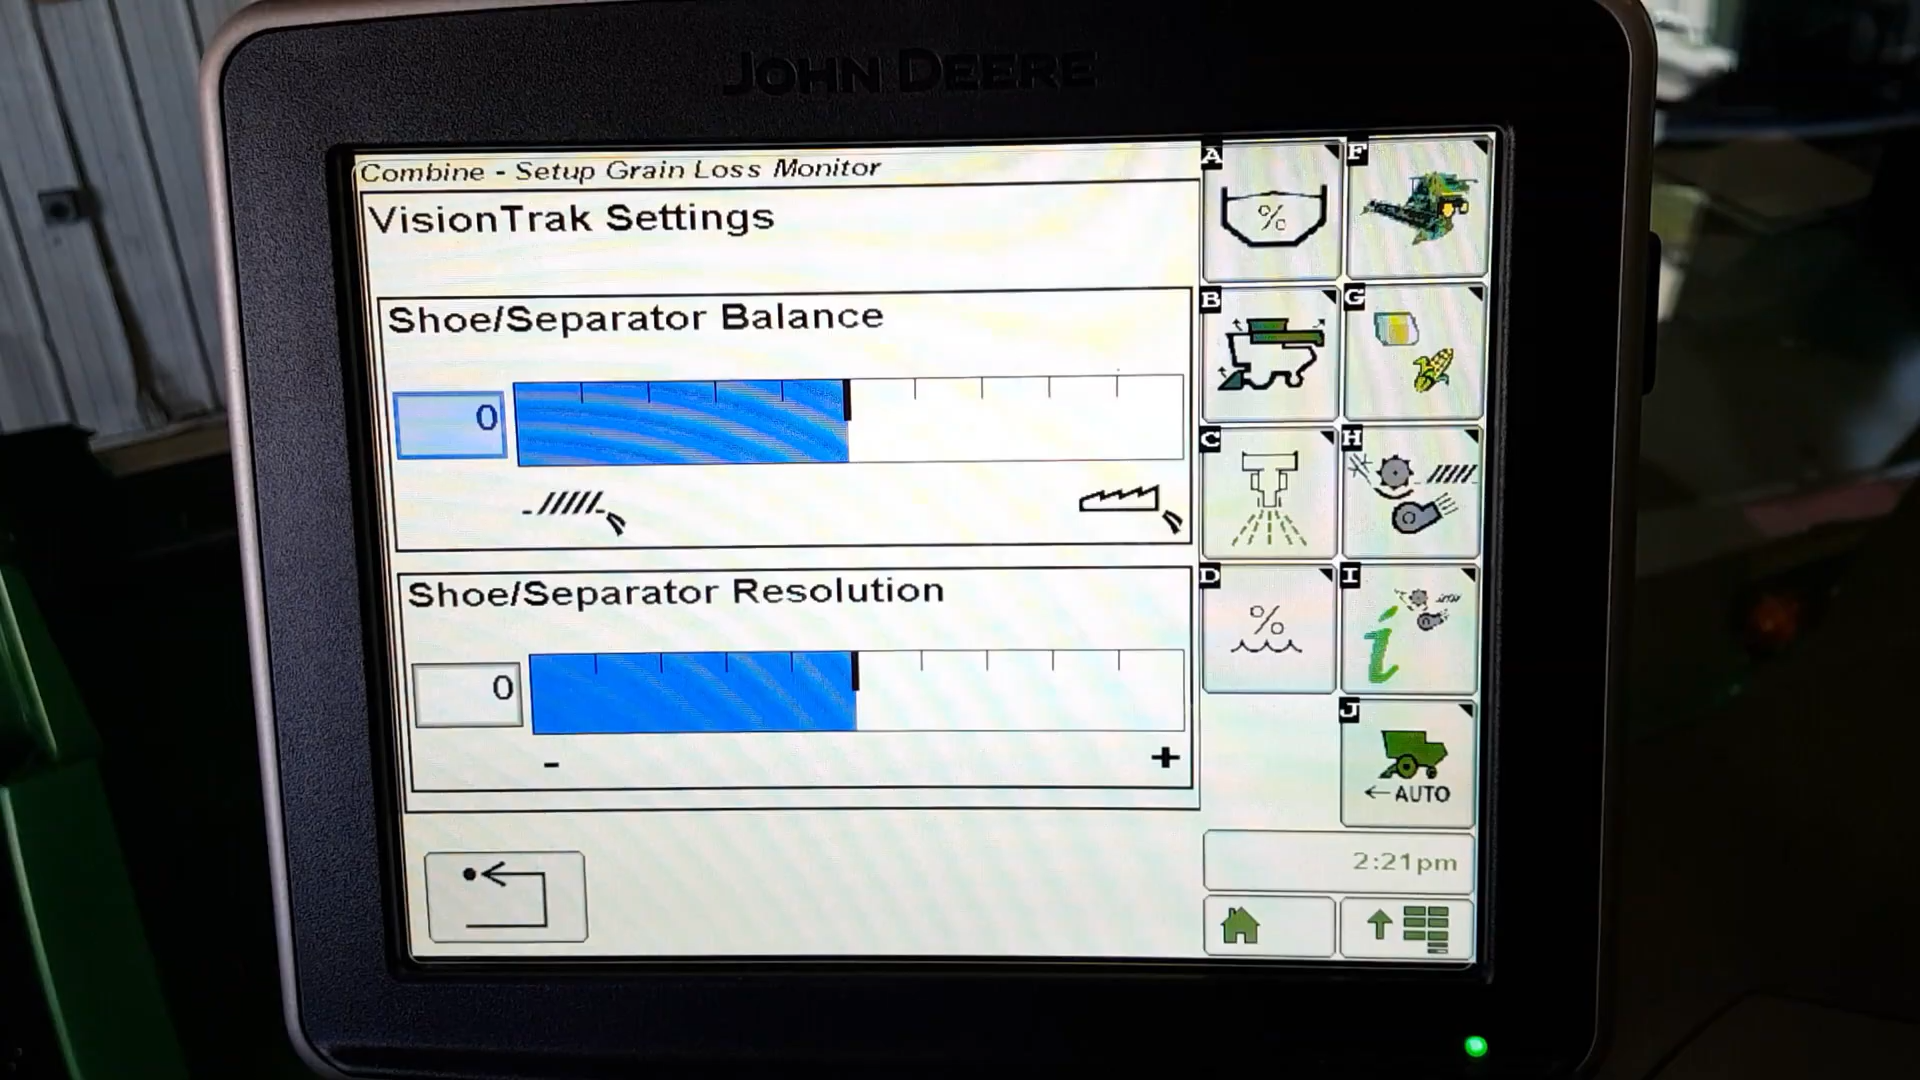 JOHN DEERE
Combine - Setup Grain Loss Monitor
VisionTrak Settings
Shoe/Separator Balance
0
Shoe/Separator Resolution
0
- +
A
%
B
C
D
%
F
G
H
I
i
J
← AUTO
2:21pm